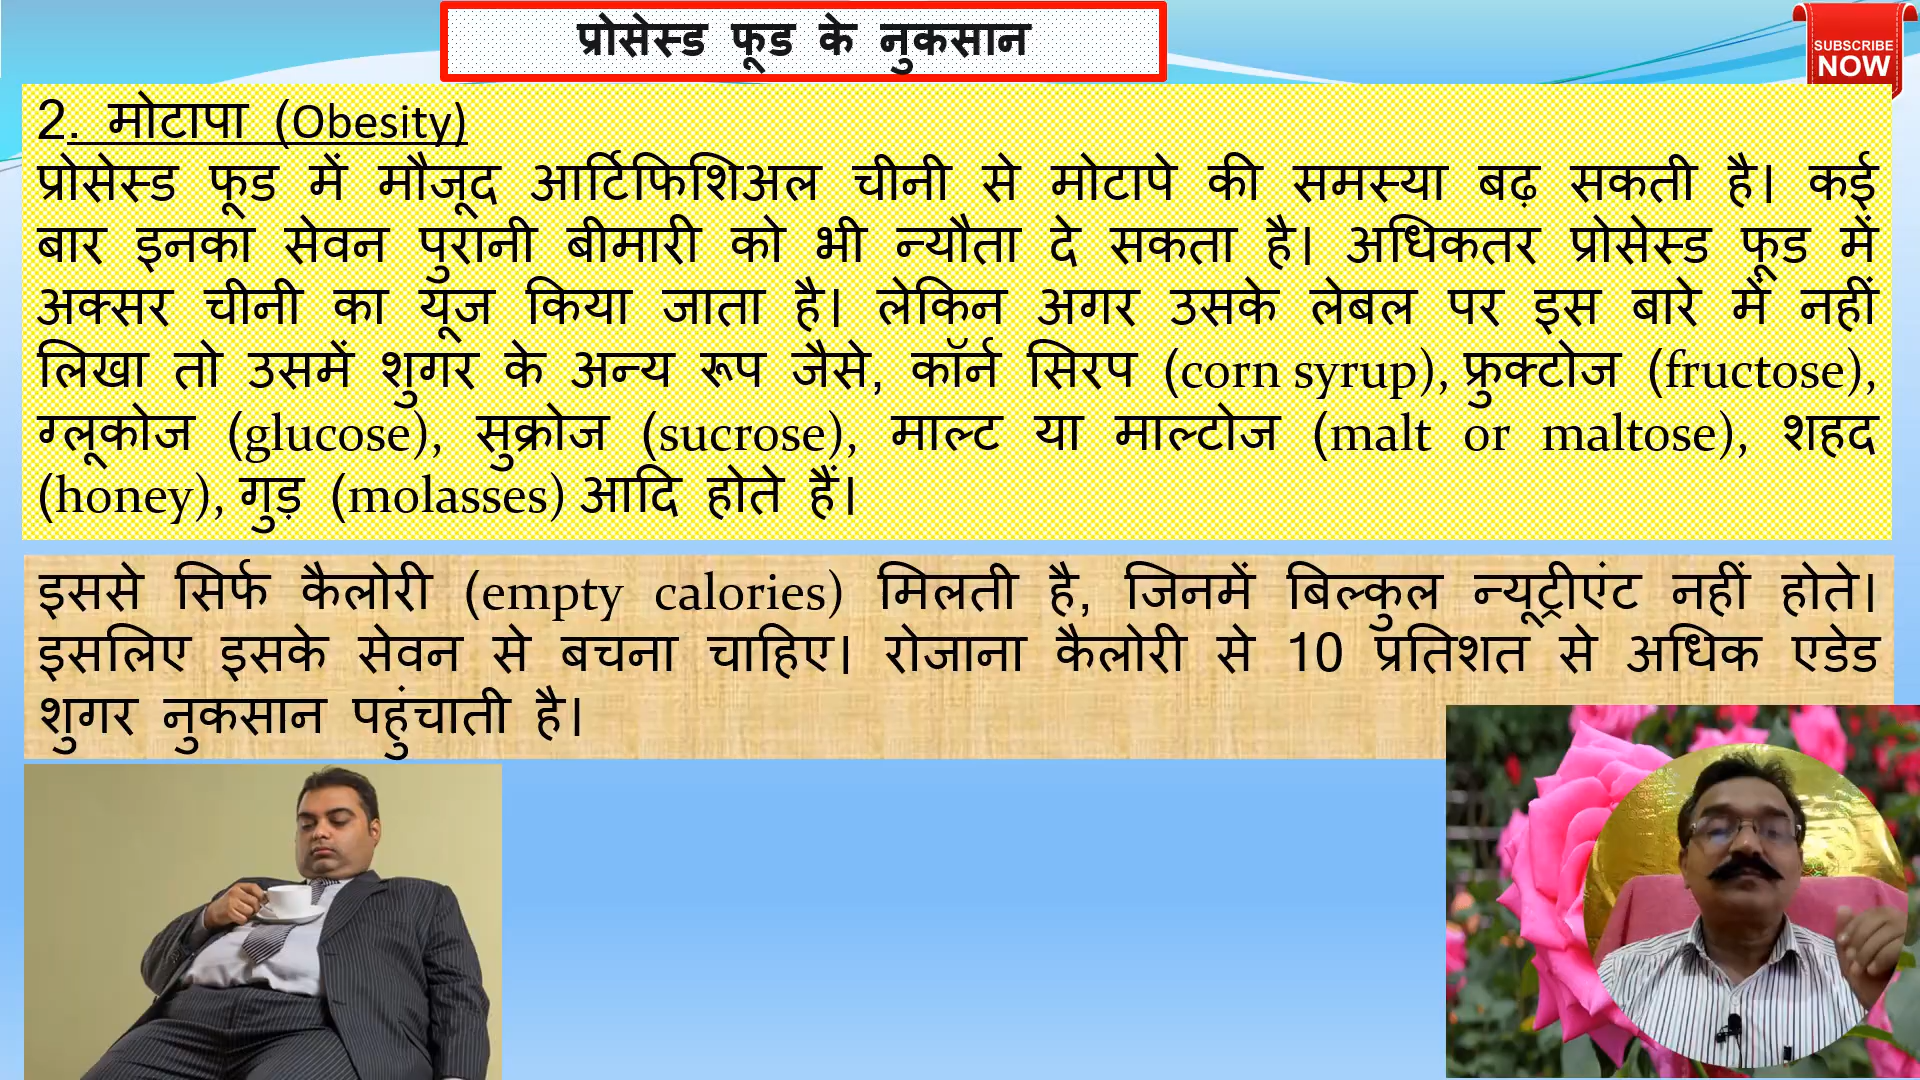 प्रोसेस्ड फूड के नुकसान
SUBSCRIBE
NOW
2. मोटापा (Obesity)
प्रोसेस्ड फूड में मौजूद आर्टिफिशिअल चीनी से मोटापे की समस्या बढ़ सकती है। कई
बार इनका सेवन पुरानी बीमारी को भी न्यौता दे सकता है। अधिकतर प्रोसेस्ड फूड में
अक्सर चीनी का यूज किया जाता है। लेकिन अगर उसके लेबल पर इस बारे में नहीं
लिखा तो उसमें शुगर के अन्य रूप जैसे, कॉर्न सिरप (corn syrup), फ्रुक्टोज (fructose),
ग्लूकोज (glucose), सुक्रोज (sucrose), माल्ट या माल्टोज (malt or maltose), शहद
(honey), गुड़ (molasses) आदि होते हैं।
इससे सिर्फ कैलोरी (empty calories) मिलती है, जिनमें बिल्कुल न्यूट्रीएंट नहीं होते।
इसलिए इसके सेवन से बचना चाहिए। रोजाना कैलोरी से 10 प्रतिशत से अधिक एडेड
शुगर नुकसान पहुंचाती है।